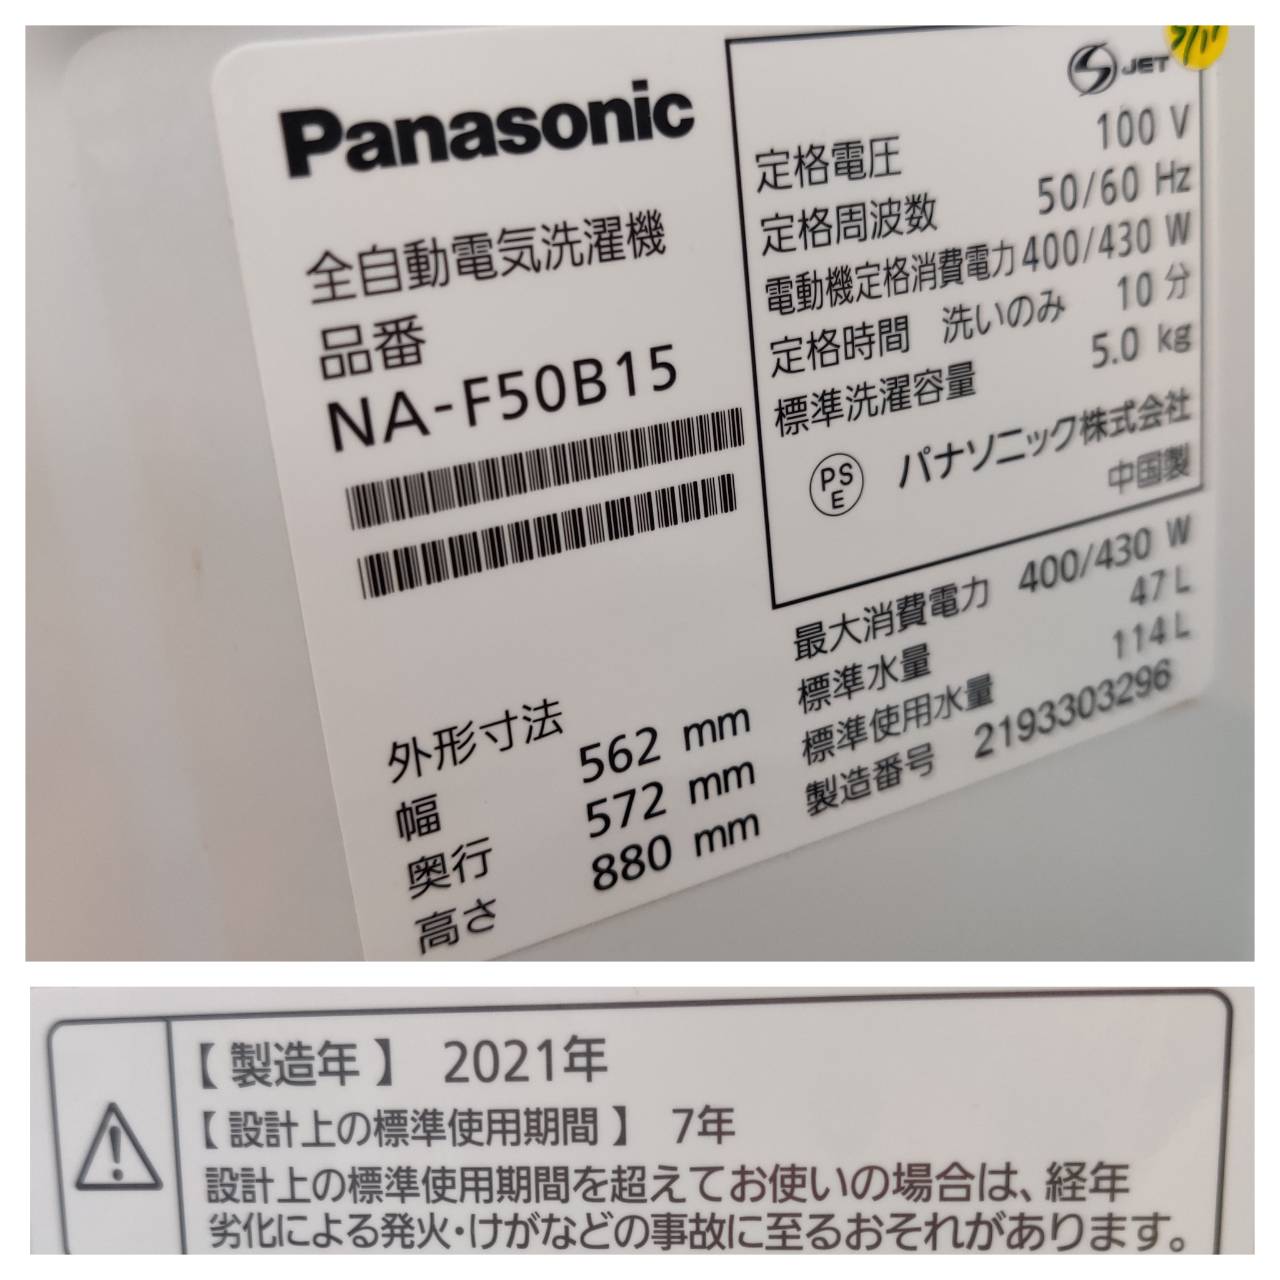 Panasonic
全自動電気洗濯機
品番
NA-F50B15
外形寸法
幅 562 mm
奥行 572 mm
高さ 880 mm
JET
定格電圧 100 V
定格周波数 50/60 Hz
電動機定格消費電力 400/430 W
定格時間 洗いのみ 10 分
標準洗濯容量 5.0 kg
PS
E
パナソニック株式会社
中国製
最大消費電力 400/430 W
標準水量 47 L
標準使用水量 114 L
製造番号 2193303296
【製造年】 2021年
【設計上の標準使用期間】 7年
設計上の標準使用期間を超えてお使いの場合は、経年
劣化による発火・けがなどの事故に至るおそれがあります。